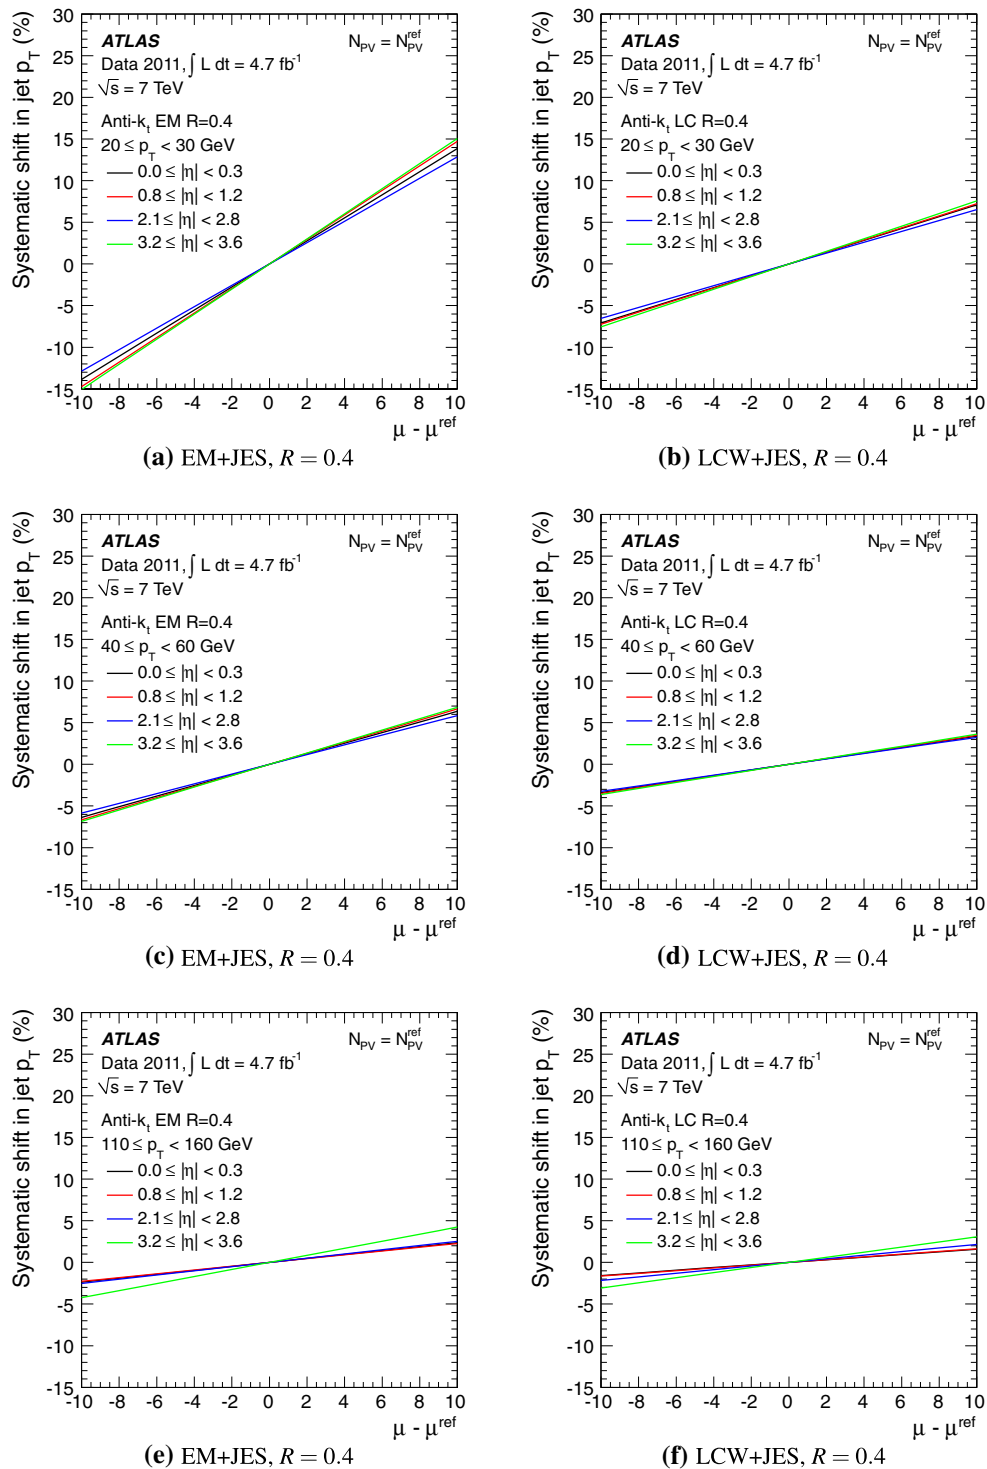 Systematic shift in jet p_T (%)
30
25
20
15
10
5
0
-5
-10
-15
ATLAS
N_PV = N_PV^ref
Data 2011, ∫ L dt = 4.7 fb^-1
√s = 7 TeV
Anti-k_t EM R=0.4
20 ≤ p_T < 30 GeV
0.0 ≤ |η| < 0.3
0.8 ≤ |η| < 1.2
2.1 ≤ |η| < 2.8
3.2 ≤ |η| < 3.6
-10 -8 -6 -4 -2 0 2 4 6 8 10
μ - μ^ref
(a) EM+JES, R = 0.4
Systematic shift in jet p_T (%)
30
25
20
15
10
5
0
-5
-10
-15
ATLAS
N_PV = N_PV^ref
Data 2011, ∫ L dt = 4.7 fb^-1
√s = 7 TeV
Anti-k_t LC R=0.4
20 ≤ p_T < 30 GeV
0.0 ≤ |η| < 0.3
0.8 ≤ |η| < 1.2
2.1 ≤ |η| < 2.8
3.2 ≤ |η| < 3.6
-10 -8 -6 -4 -2 0 2 4 6 8 10
μ - μ^ref
(b) LCW+JES, R = 0.4
Systematic shift in jet p_T (%)
30
25
20
15
10
5
0
-5
-10
-15
ATLAS
N_PV = N_PV^ref
Data 2011, ∫ L dt = 4.7 fb^-1
√s = 7 TeV
Anti-k_t EM R=0.4
40 ≤ p_T < 60 GeV
0.0 ≤ |η| < 0.3
0.8 ≤ |η| < 1.2
2.1 ≤ |η| < 2.8
3.2 ≤ |η| < 3.6
-10 -8 -6 -4 -2 0 2 4 6 8 10
μ - μ^ref
(c) EM+JES, R = 0.4
Systematic shift in jet p_T (%)
30
25
20
15
10
5
0
-5
-10
-15
ATLAS
N_PV = N_PV^ref
Data 2011, ∫ L dt = 4.7 fb^-1
√s = 7 TeV
Anti-k_t LC R=0.4
40 ≤ p_T < 60 GeV
0.0 ≤ |η| < 0.3
0.8 ≤ |η| < 1.2
2.1 ≤ |η| < 2.8
3.2 ≤ |η| < 3.6
-10 -8 -6 -4 -2 0 2 4 6 8 10
μ - μ^ref
(d) LCW+JES, R = 0.4
Systematic shift in jet p_T (%)
30
25
20
15
10
5
0
-5
-10
-15
ATLAS
N_PV = N_PV^ref
Data 2011, ∫ L dt = 4.7 fb^-1
√s = 7 TeV
Anti-k_t EM R=0.4
110 ≤ p_T < 160 GeV
0.0 ≤ |η| < 0.3
0.8 ≤ |η| < 1.2
2.1 ≤ |η| < 2.8
3.2 ≤ |η| < 3.6
-10 -8 -6 -4 -2 0 2 4 6 8 10
μ - μ^ref
(e) EM+JES, R = 0.4
Systematic shift in jet p_T (%)
30
25
20
15
10
5
0
-5
-10
-15
ATLAS
N_PV = N_PV^ref
Data 2011, ∫ L dt = 4.7 fb^-1
√s = 7 TeV
Anti-k_t LC R=0.4
110 ≤ p_T < 160 GeV
0.0 ≤ |η| < 0.3
0.8 ≤ |η| < 1.2
2.1 ≤ |η| < 2.8
3.2 ≤ |η| < 3.6
-10 -8 -6 -4 -2 0 2 4 6 8 10
μ - μ^ref
(f) LCW+JES, R = 0.4